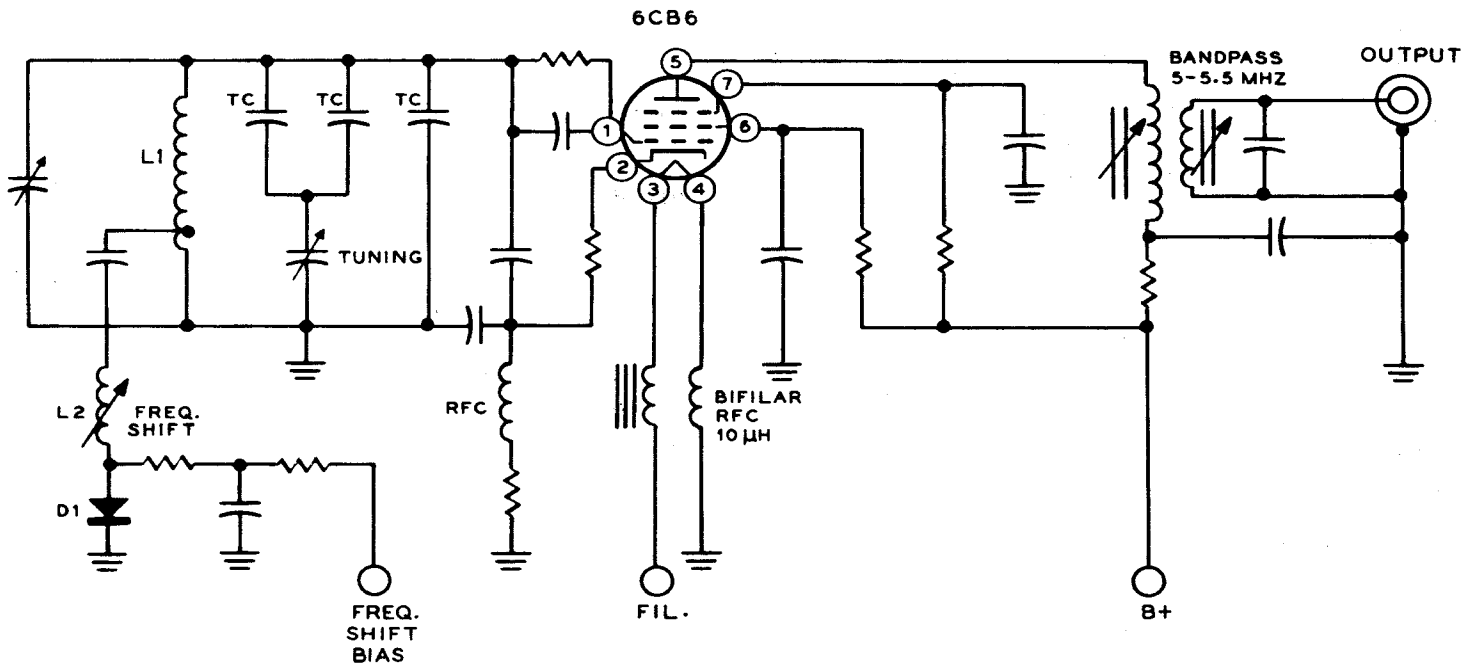 6CB6
BANDPASS
5-5.5 MHZ
OUTPUT
TC
TC
TC
L1
TUNING
1
2
3
4
5
6
7
L2
FREQ.
SHIFT
RFC
BIFILAR
RFC
10 μH
D1
FREQ.
SHIFT
BIAS
FIL.
B+